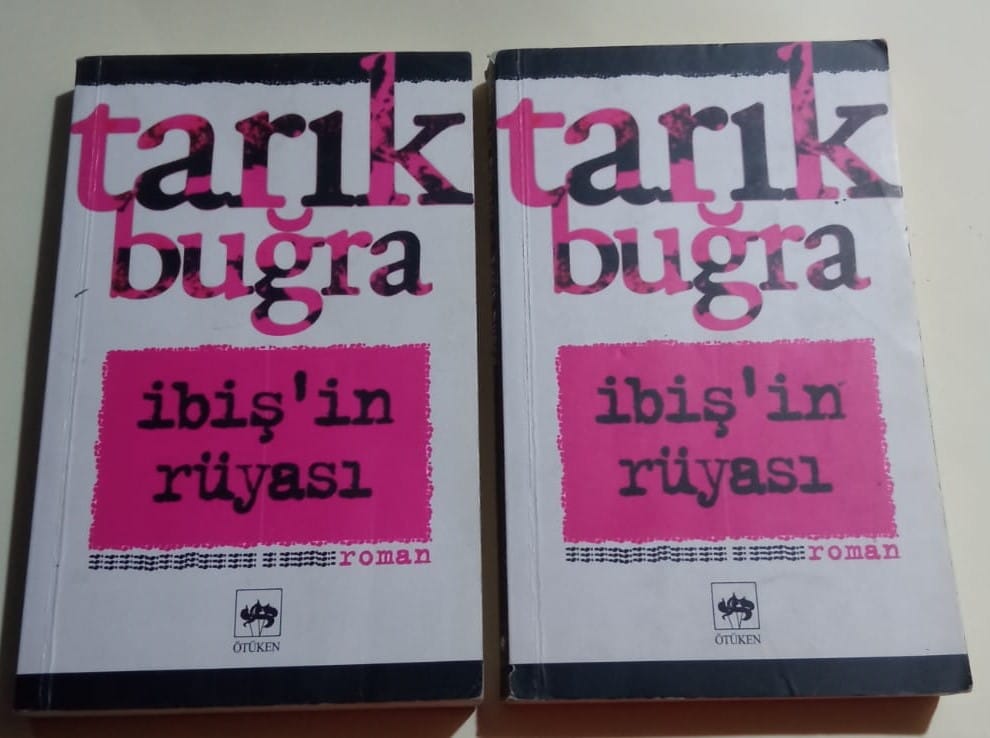 tarık
buğra
ibiş'in
rüyası
roman
ÖTÜKEN
tarık
buğra
ibiş'in
rüyası
roman
ÖTÜKEN